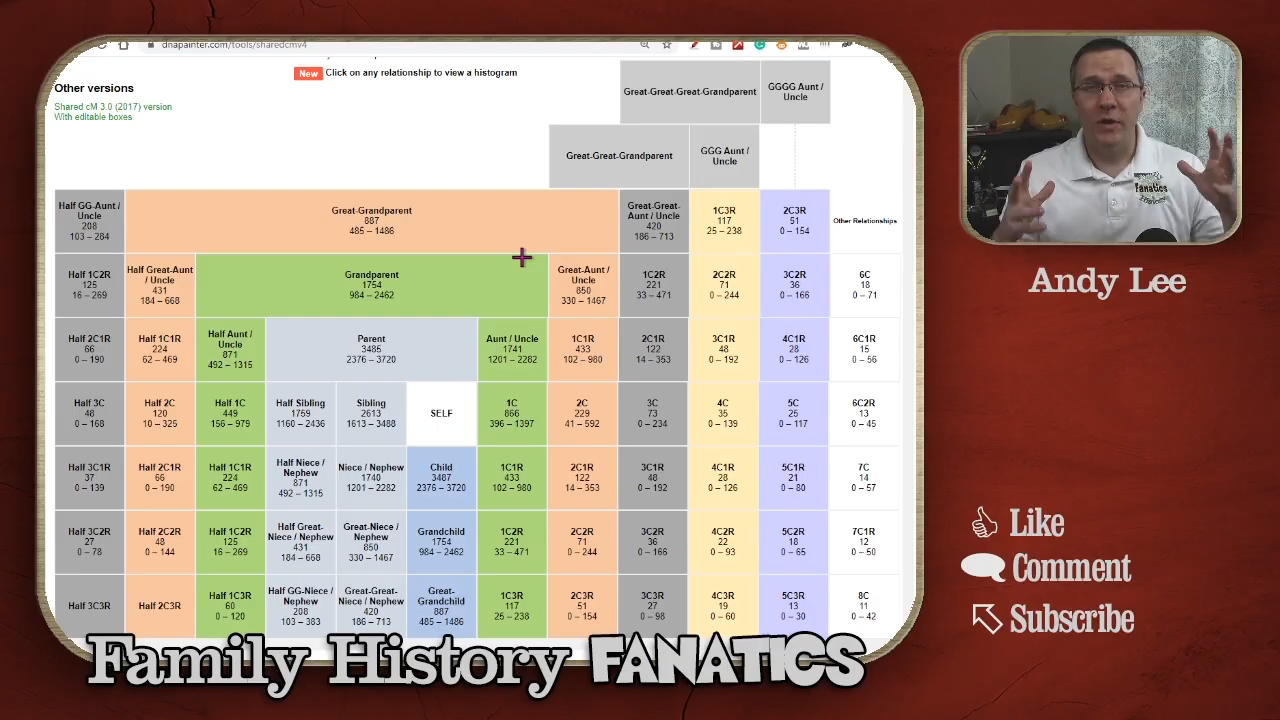 dnapainter.com/tools/sharedcmv4
New Click on any relationship to view a histogram
Other versions
Shared cM 3.0 (2017) version
With editable boxes
Great-Great-Great-Grandparent
GGGG Aunt /
Uncle
Great-Great-Grandparent
GGG Aunt /
Uncle
Half GG-Aunt /
Uncle
208
103 – 284
Great-Grandparent
887
485 – 1486
Great-Great-
Aunt / Uncle
420
186 – 713
1C3R
117
25 – 238
2C3R
51
0 – 154
Other Relationships
Half 1C2R
125
16 – 269
Half Great-Aunt
/ Uncle
431
184 – 668
Grandparent
1754
984 – 2462
Great-Aunt /
Uncle
850
330 – 1467
1C2R
221
33 – 471
2C2R
71
0 – 244
3C2R
36
0 – 166
6C
18
0 – 71
Half 2C1R
66
0 – 190
Half 1C1R
224
62 – 469
Half Aunt /
Uncle
871
492 – 1315
Parent
3485
2376 – 3720
Aunt / Uncle
1741
1201 – 2282
1C1R
433
102 – 980
2C1R
122
14 – 353
3C1R
48
0 – 192
4C1R
28
0 – 126
6C1R
15
0 – 56
Half 3C
48
0 – 168
Half 2C
120
10 – 325
Half 1C
449
156 – 979
Half Sibling
1759
1160 – 2436
Sibling
2613
1613 – 3488
SELF
1C
866
396 – 1397
2C
229
41 – 592
3C
73
0 – 234
4C
35
0 – 139
5C
25
0 – 117
6C2R
13
0 – 45
Half 3C1R
37
0 – 139
Half 2C1R
66
0 – 190
Half 1C1R
224
62 – 469
Half Niece /
Nephew
871
492 – 1315
Niece / Nephew
1740
1201 – 2282
Child
3487
2376 – 3720
1C1R
433
102 – 980
2C1R
122
14 – 353
3C1R
48
0 – 192
4C1R
28
0 – 126
5C1R
21
0 – 80
7C
14
0 – 57
Half 3C2R
27
0 – 78
Half 2C2R
48
0 – 144
Half 1C2R
125
16 – 269
Half Great-
Niece / Nephew
431
184 – 668
Great-Niece /
Nephew
850
330 – 1467
Grandchild
1754
984 – 2462
1C2R
221
33 – 471
2C2R
71
0 – 244
3C2R
36
0 – 166
4C2R
22
0 – 93
5C2R
18
0 – 65
7C1R
12
0 – 50
Half 3C3R
Half 2C3R
Half 1C3R
60
0 – 120
Half GG-Niece /
Nephew
208
103 – 383
Great-Great-
Niece / Nephew
420
186 – 713
Great-
Grandchild
887
485 – 1486
1C3R
117
25 – 238
2C3R
51
0 – 154
3C3R
27
0 – 98
4C3R
19
0 – 60
5C3R
13
0 – 30
8C
11
0 – 42
Fanatics
Andy Lee
Like
Comment
Subscribe
Family History FANATICS